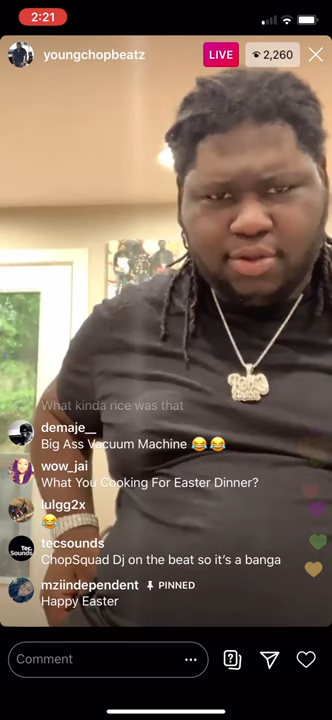 2:21
youngchopbeatz
LIVE
2,260
What kinda rice was that
demaje__
Big Ass Vacuum Machine 😂😂
wow_jai
What You Cooking For Easter Dinner?
lulgg2x
😂
Tec.
Sounds
tecsounds
ChopSquad Dj on the beat so it's a banga
mziindependent PINNED
Happy Easter
Comment